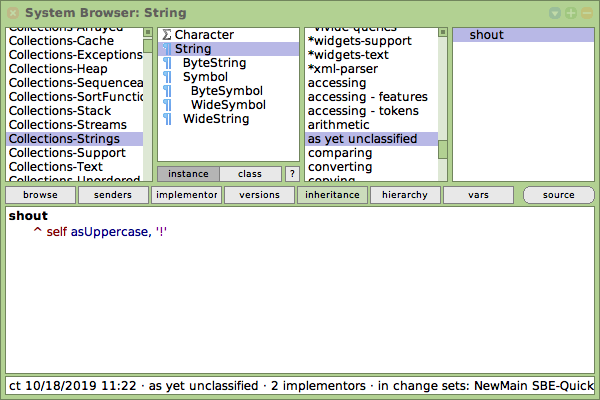 System Browser: String
Collections-Arrayed
Collections-Cache
Collections-Exceptions
Collections-Heap
Collections-Sequencea
Collections-SortFunctio
Collections-Stack
Collections-Streams
Collections-Strings
Collections-Support
Collections-Text
Collections-Unordered
Character
String
ByteString
Symbol
ByteSymbol
WideSymbol
WideString
instance class ?
*vivide-queries
*widgets-support
*widgets-text
*xml-parser
accessing
accessing - features
accessing - tokens
arithmetic
as yet unclassified
comparing
converting
copying
shout
browse senders implementor versions inheritance hierarchy vars source
shout
^ self asUppercase, '!'
ct 10/18/2019 11:22 · as yet unclassified · 2 implementors · in change sets: NewMain SBE-Quick